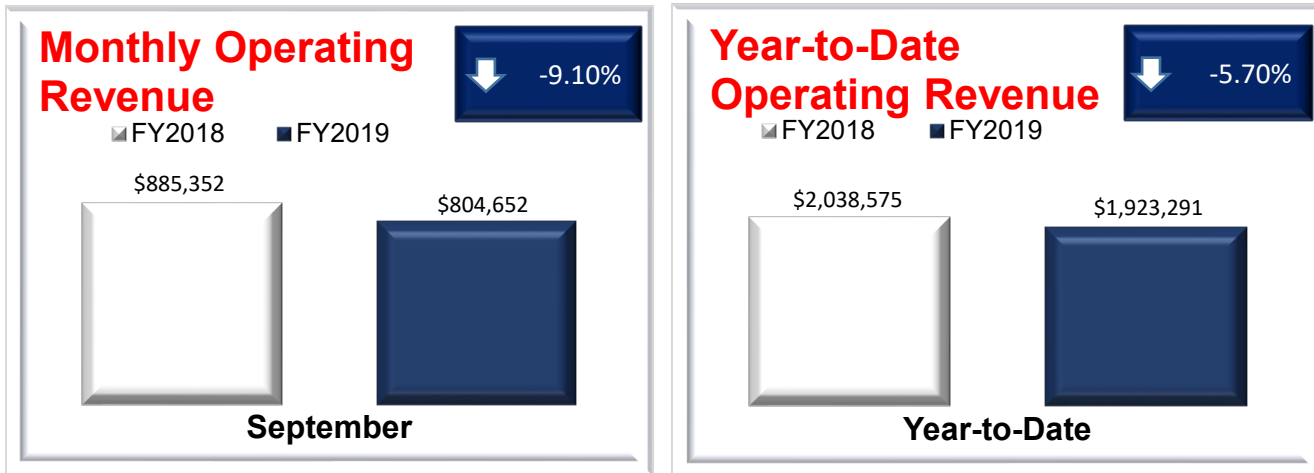 Monthly Operating
Revenue
-9.10%
FY2018 FY2019
$885,352
$804,652
September
Year-to-Date
Operating Revenue
-5.70%
FY2018 FY2019
$2,038,575
$1,923,291
Year-to-Date